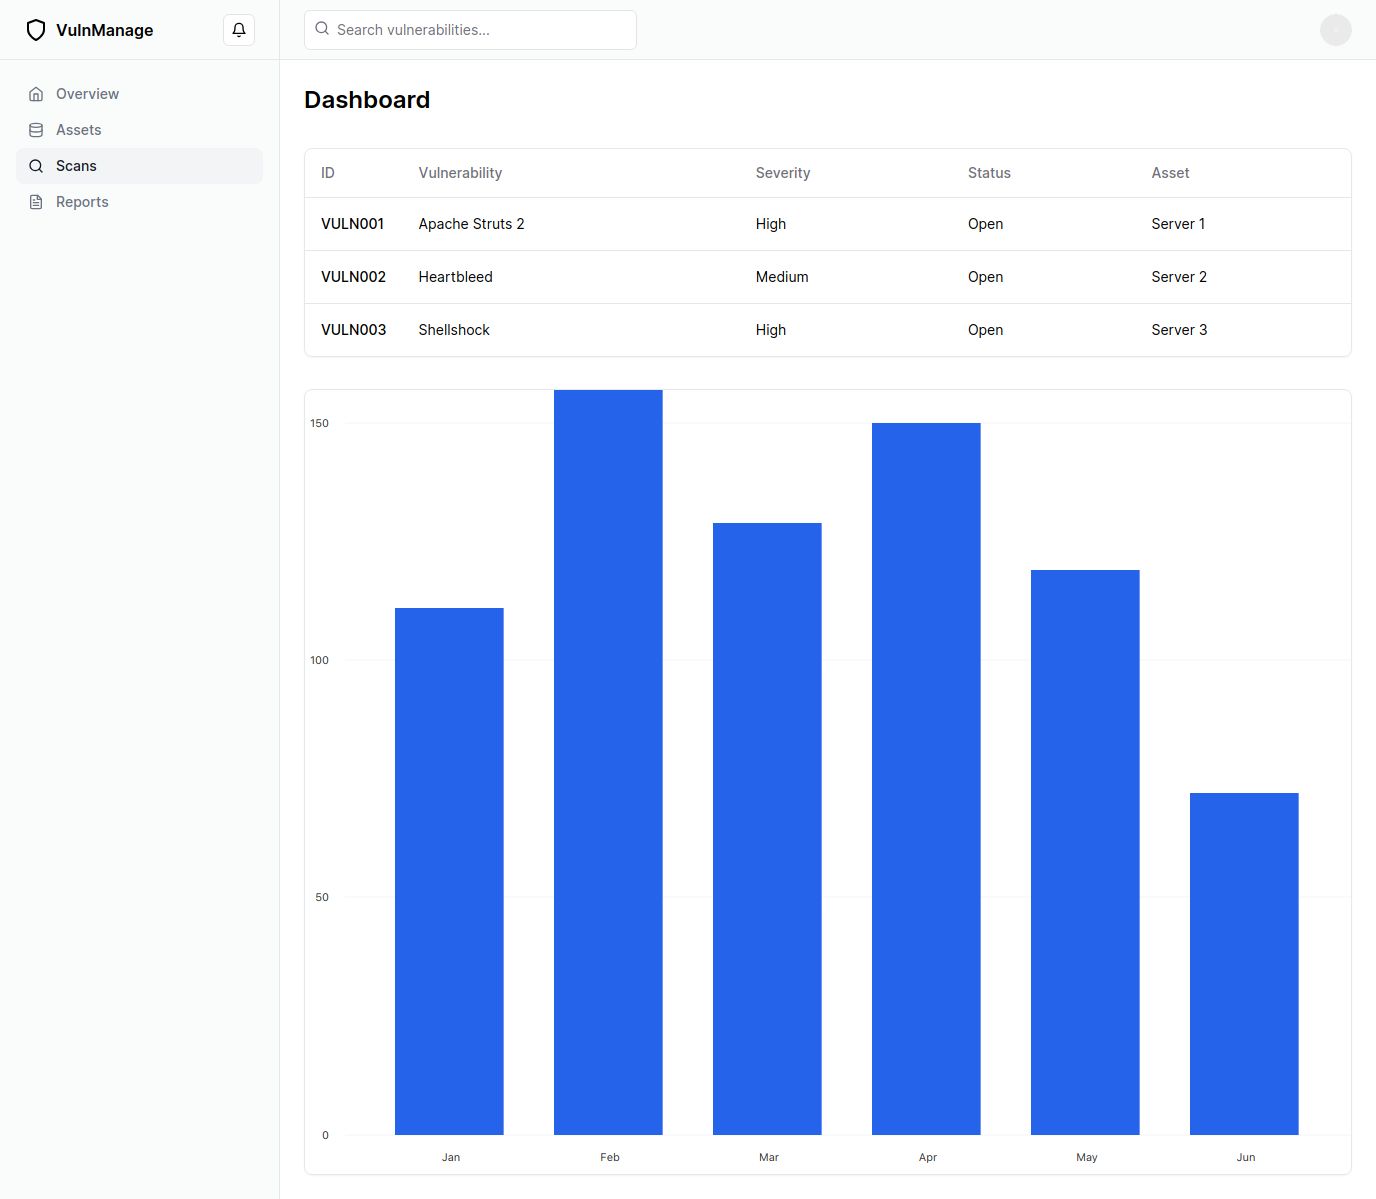 VulnManage
Search vulnerabilities...
Overview
Assets
Scans
Reports
Dashboard
ID Vulnerability Severity Status Asset
VULN001 Apache Struts 2 High Open Server 1
VULN002 Heartbleed Medium Open Server 2
VULN003 Shellshock High Open Server 3
150
100
50
0
Jan Feb Mar Apr May Jun